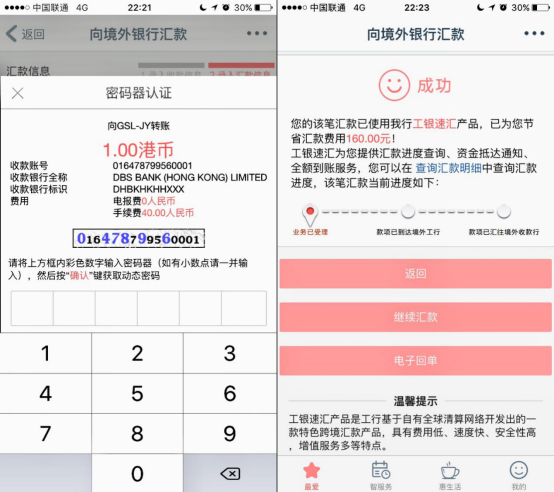 中国联通 4G 22:21 30%
返回 向境外银行汇款
汇款信息
密码器认证
向GSL-JY转账
1.00港币
收款账号 016478799560001
收款银行全称 DBS BANK (HONG KONG) LIMITED
收款银行标识 DHBKHKHHXXX
费用 电报费0人民币
手续费40.00人民币
016478799560001
请将上方框内彩色数字输入密码器（如有小数点请一并输
入），然后按“确认”键获取动态密码
1 2 3
4 5 6
7 8 9
0
中国联通 4G 22:23 30%
向境外银行汇款
成功
您的该笔汇款已使用我行工银速汇产品，已为您节
省汇款费用160.00元！
工银速汇为您提供汇款进度查询、资金抵达通知、
全额到账服务，您可以在 查询汇款明细中查询汇款
进度，该笔汇款当前进度如下：
业务已受理 款项已到达境外工行 款项已汇往境外收款行
返回
继续汇款
电子回单
温馨提示
工银速汇产品是工行基于自有全球清算网络开发出的一
款特色跨境汇款产品，具有费用低、速度快、安全性高
，增值服务多等特点。
最爱 智服务 惠生活 我的